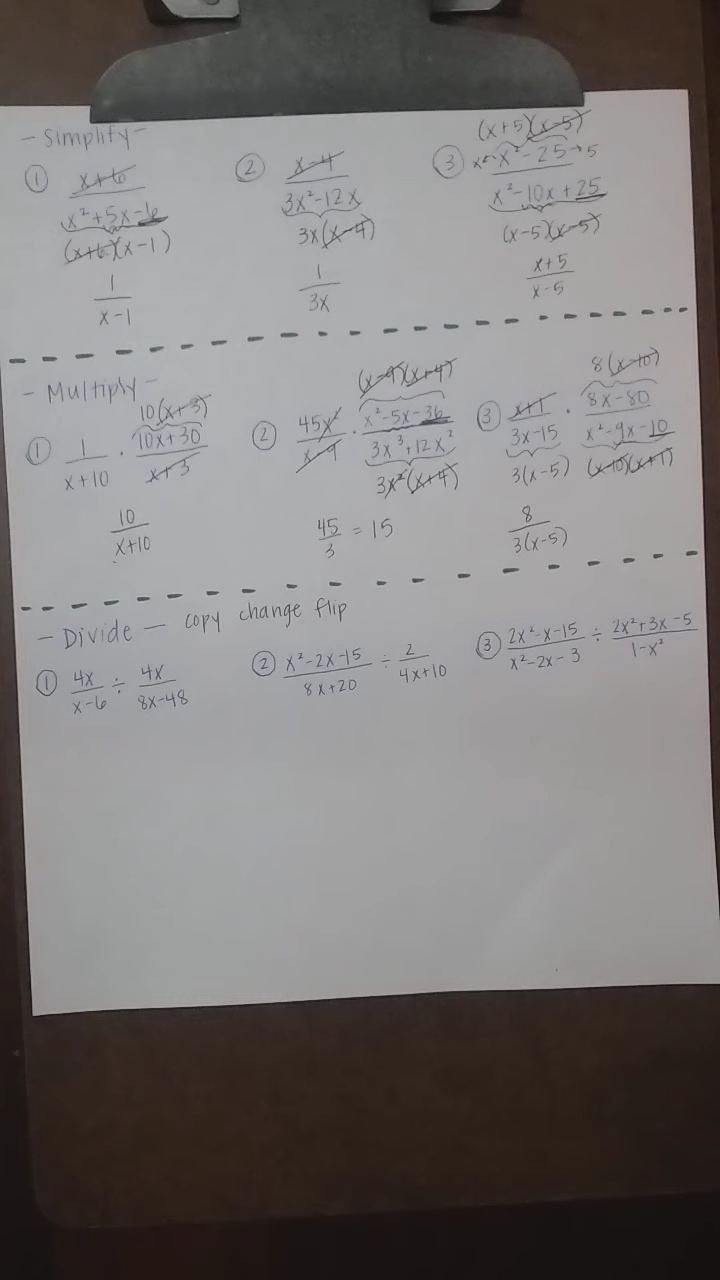 - Simplify -
① x+6 / x²+5x-6
(x+6)(x-1)
1 / x-1
② x-4 / 3x²-12x
3x(x-4)
1 / 3x
③ (x+5)(x-5)
x← x²-25 →5 / x²-10x+25
(x-5)(x-5)
x+5 / x-5
- Multiply -
10(x+3)
① 1 / x+10 · 10x+30 / x+3
10 / x+10
(x-9)(x+4)
② 45x² / x-9 · x²-5x-36 / 3x³+12x²
3x²(x+4)
45 / 3 = 15
8(x-10)
③ x+1 / 3x-15 · 8x-80 / x²-9x-10
3(x-5) (x-10)(x+1)
8 / 3(x-5)
- Divide - copy change flip
① 4x / x-6 ÷ 4x / 8x-48
② x²-2x-15 / 8x+20 ÷ 2 / 4x+10
③ 2x²-x-15 / x²-2x-3 ÷ 2x²+3x-5 / 1-x²